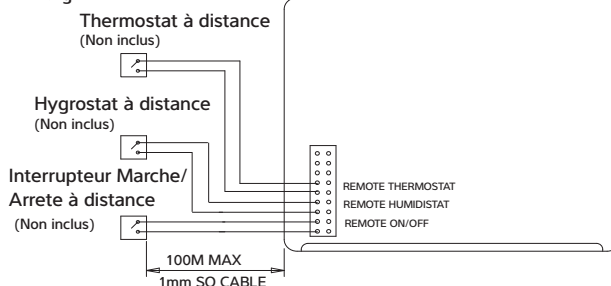 Thermostat à distance
(Non inclus)
Hygrostat à distance
(Non inclus)
Interrupteur Marche/
Arrete à distance
(Non inclus)
REMOTE THERMOSTAT
REMOTE HUMIDISTAT
REMOTE ON/OFF
100M MAX
1mm SQ CABLE